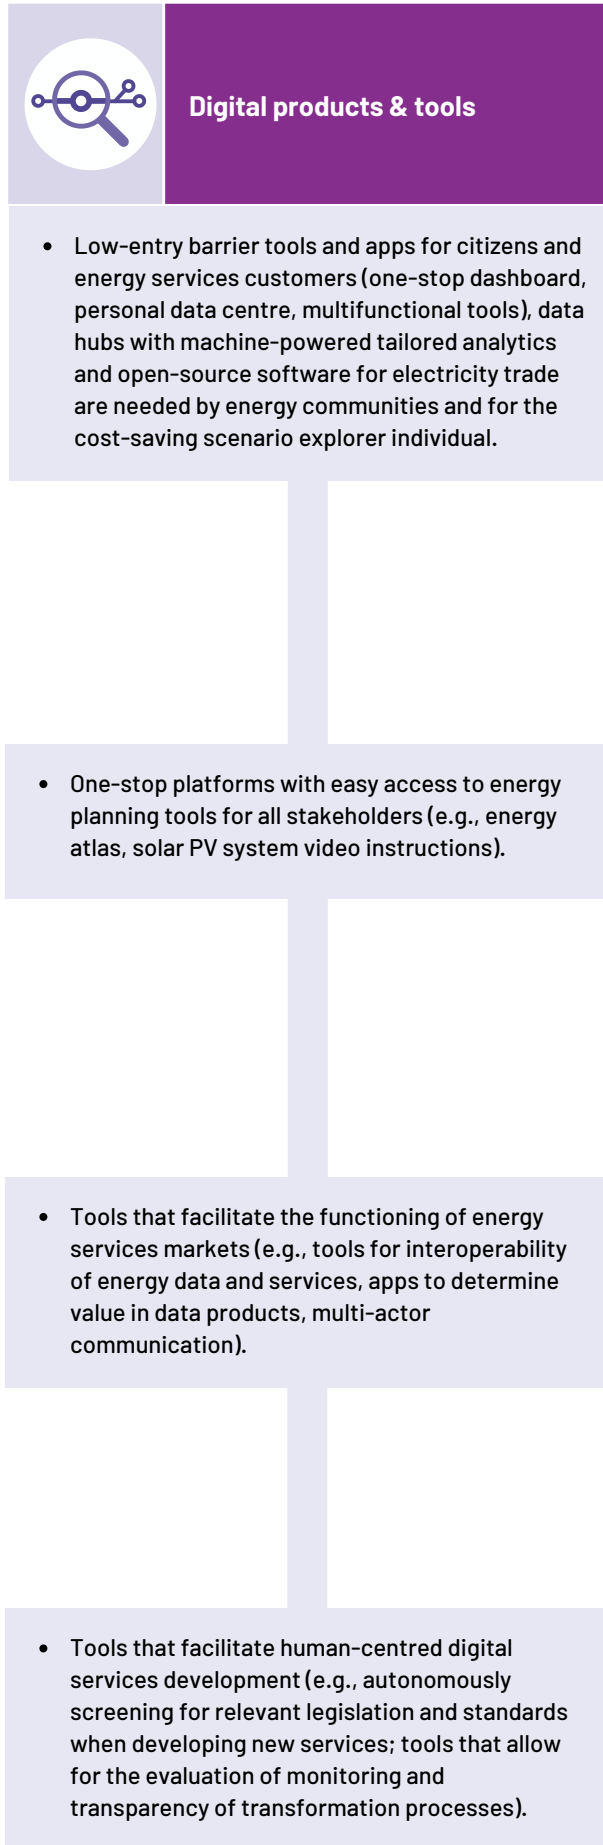 Digital products & tools
• Low-entry barrier tools and apps for citizens and
energy services customers (one-stop dashboard,
personal data centre, multifunctional tools), data
hubs with machine-powered tailored analytics
and open-source software for electricity trade
are needed by energy communities and for the
cost-saving scenario explorer individual.
• One-stop platforms with easy access to energy
planning tools for all stakeholders (e.g., energy
atlas, solar PV system video instructions).
• Tools that facilitate the functioning of energy
services markets (e.g., tools for interoperability
of energy data and services, apps to determine
value in data products, multi-actor
communication).
• Tools that facilitate human-centred digital
services development (e.g., autonomously
screening for relevant legislation and standards
when developing new services; tools that allow
for the evaluation of monitoring and
transparency of transformation processes).